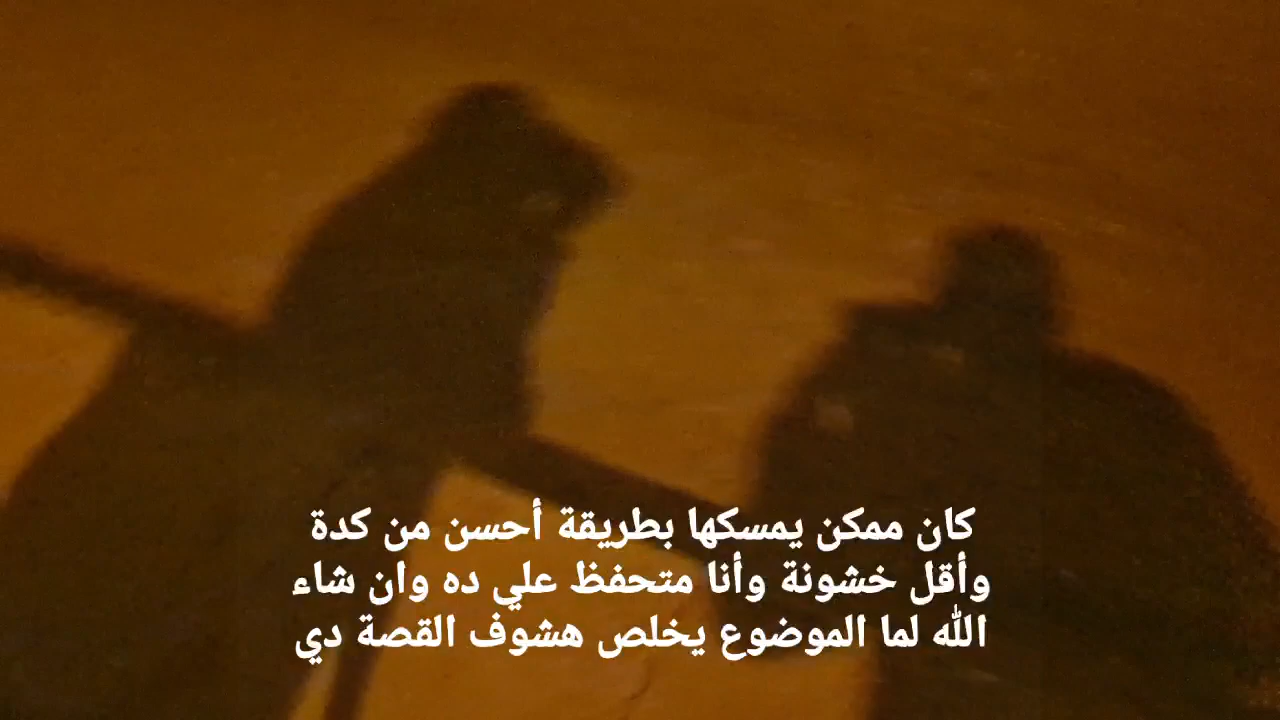 كان ممكن يمسكها بطريقة أحسن من كدة
وأقل خشونة وأنا متحفظ علي ده وان شاء
الله لما الموضوع يخلص هشوف القصة دي